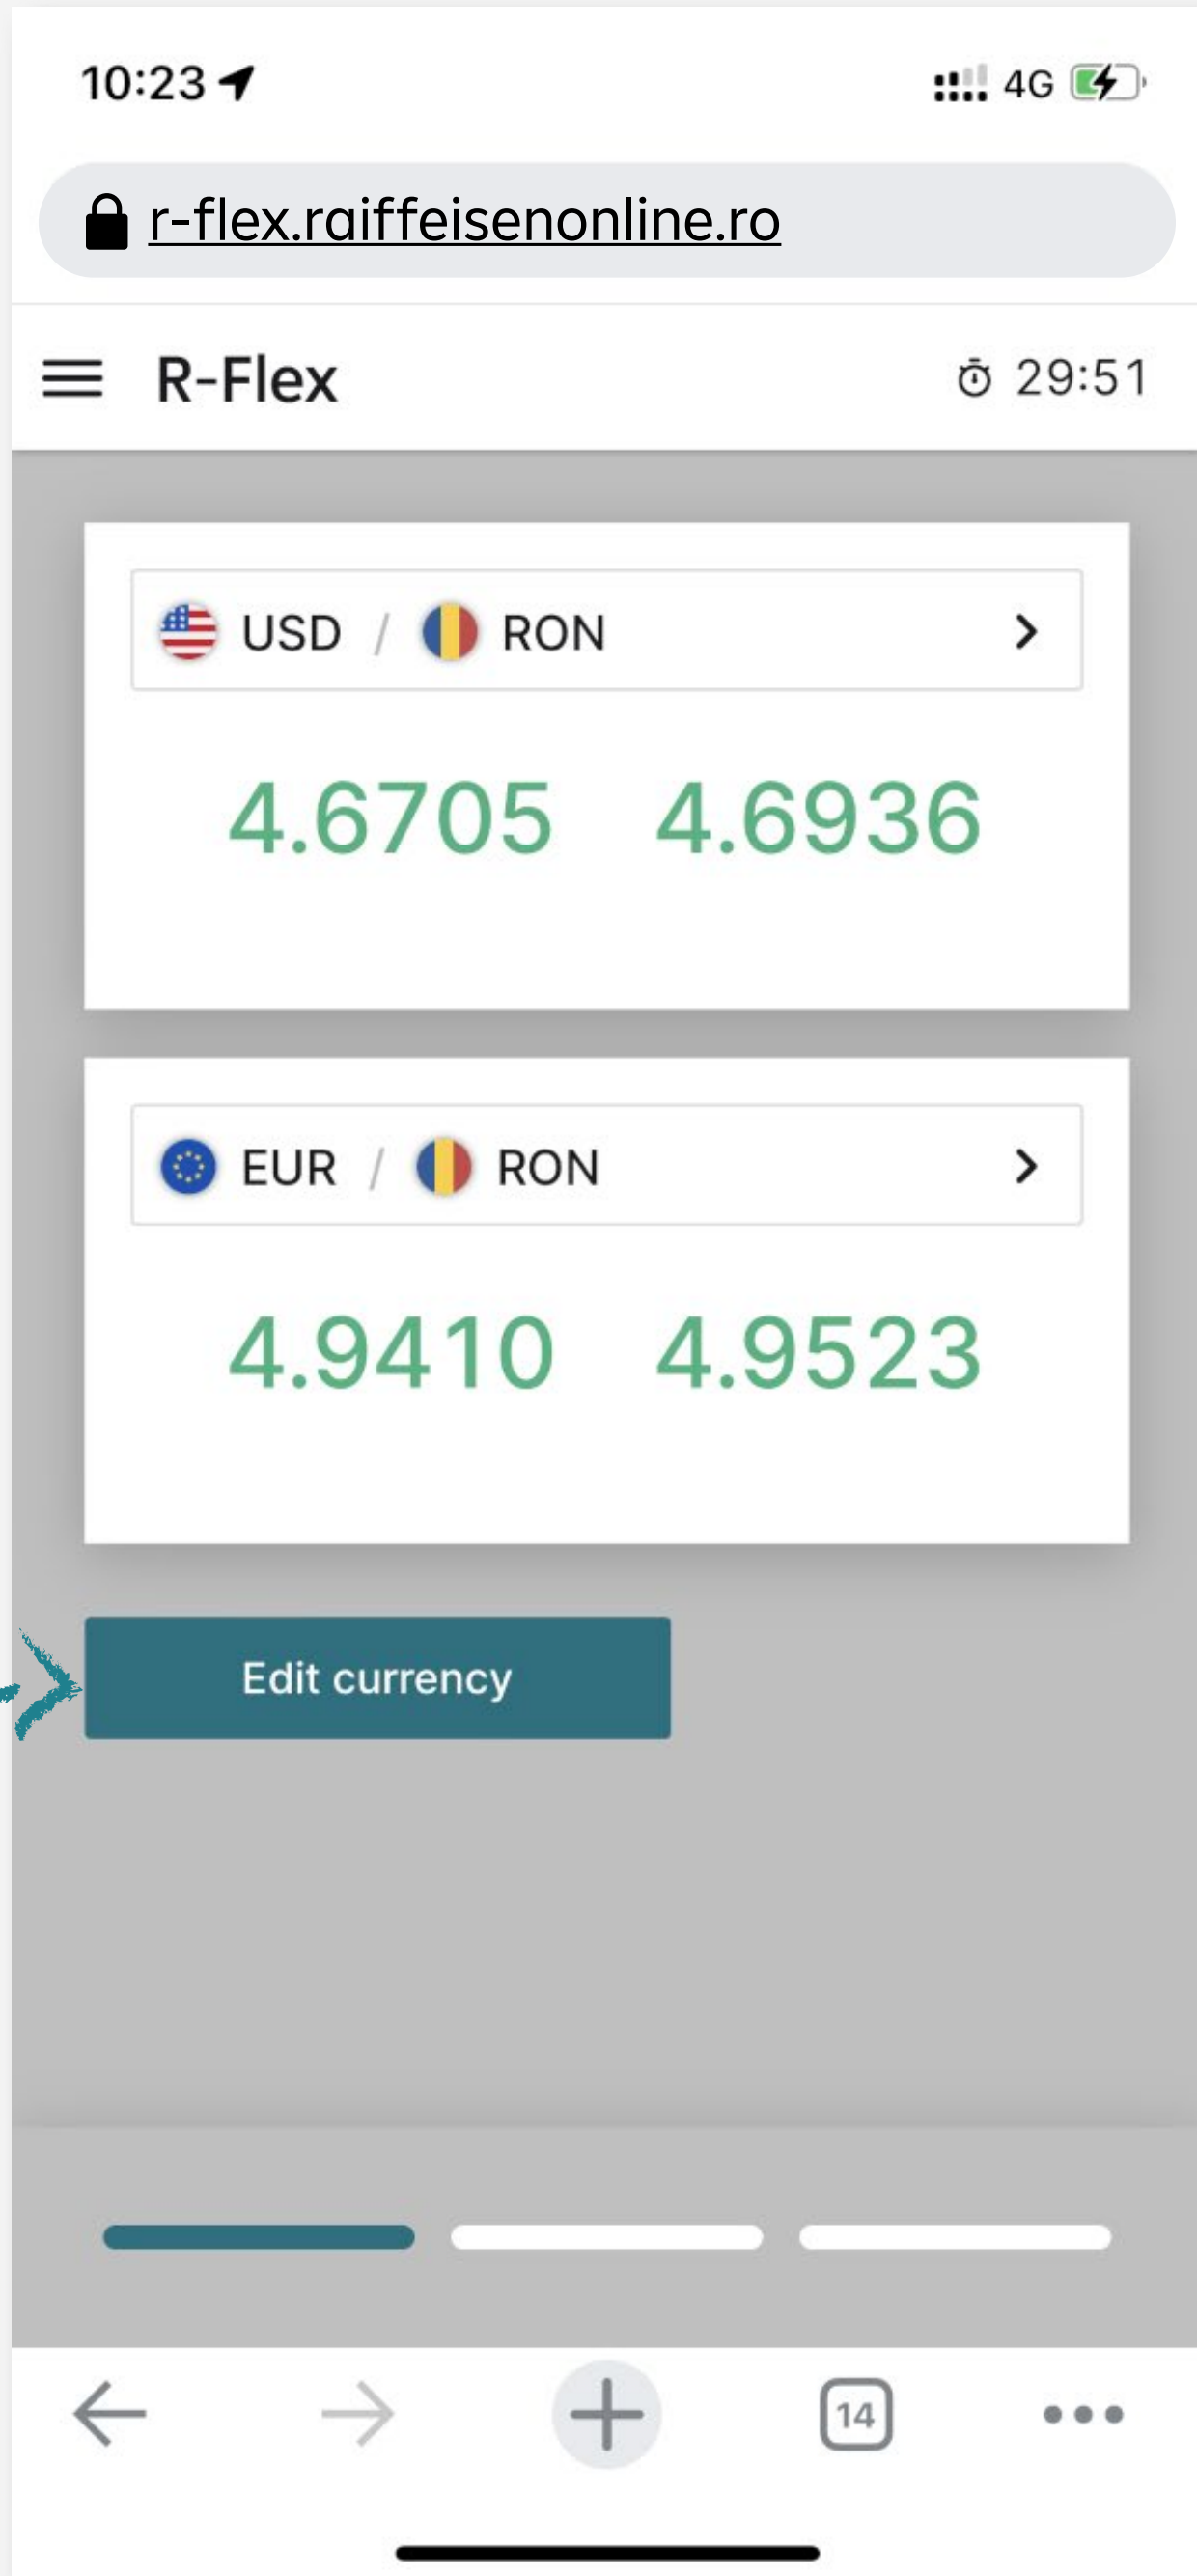 10:23
4G
r-flex.raiffeisenonline.ro
R-Flex 29:51
USD / RON
4.6705 4.6936
EUR / RON
4.9410 4.9523
Edit currency
14